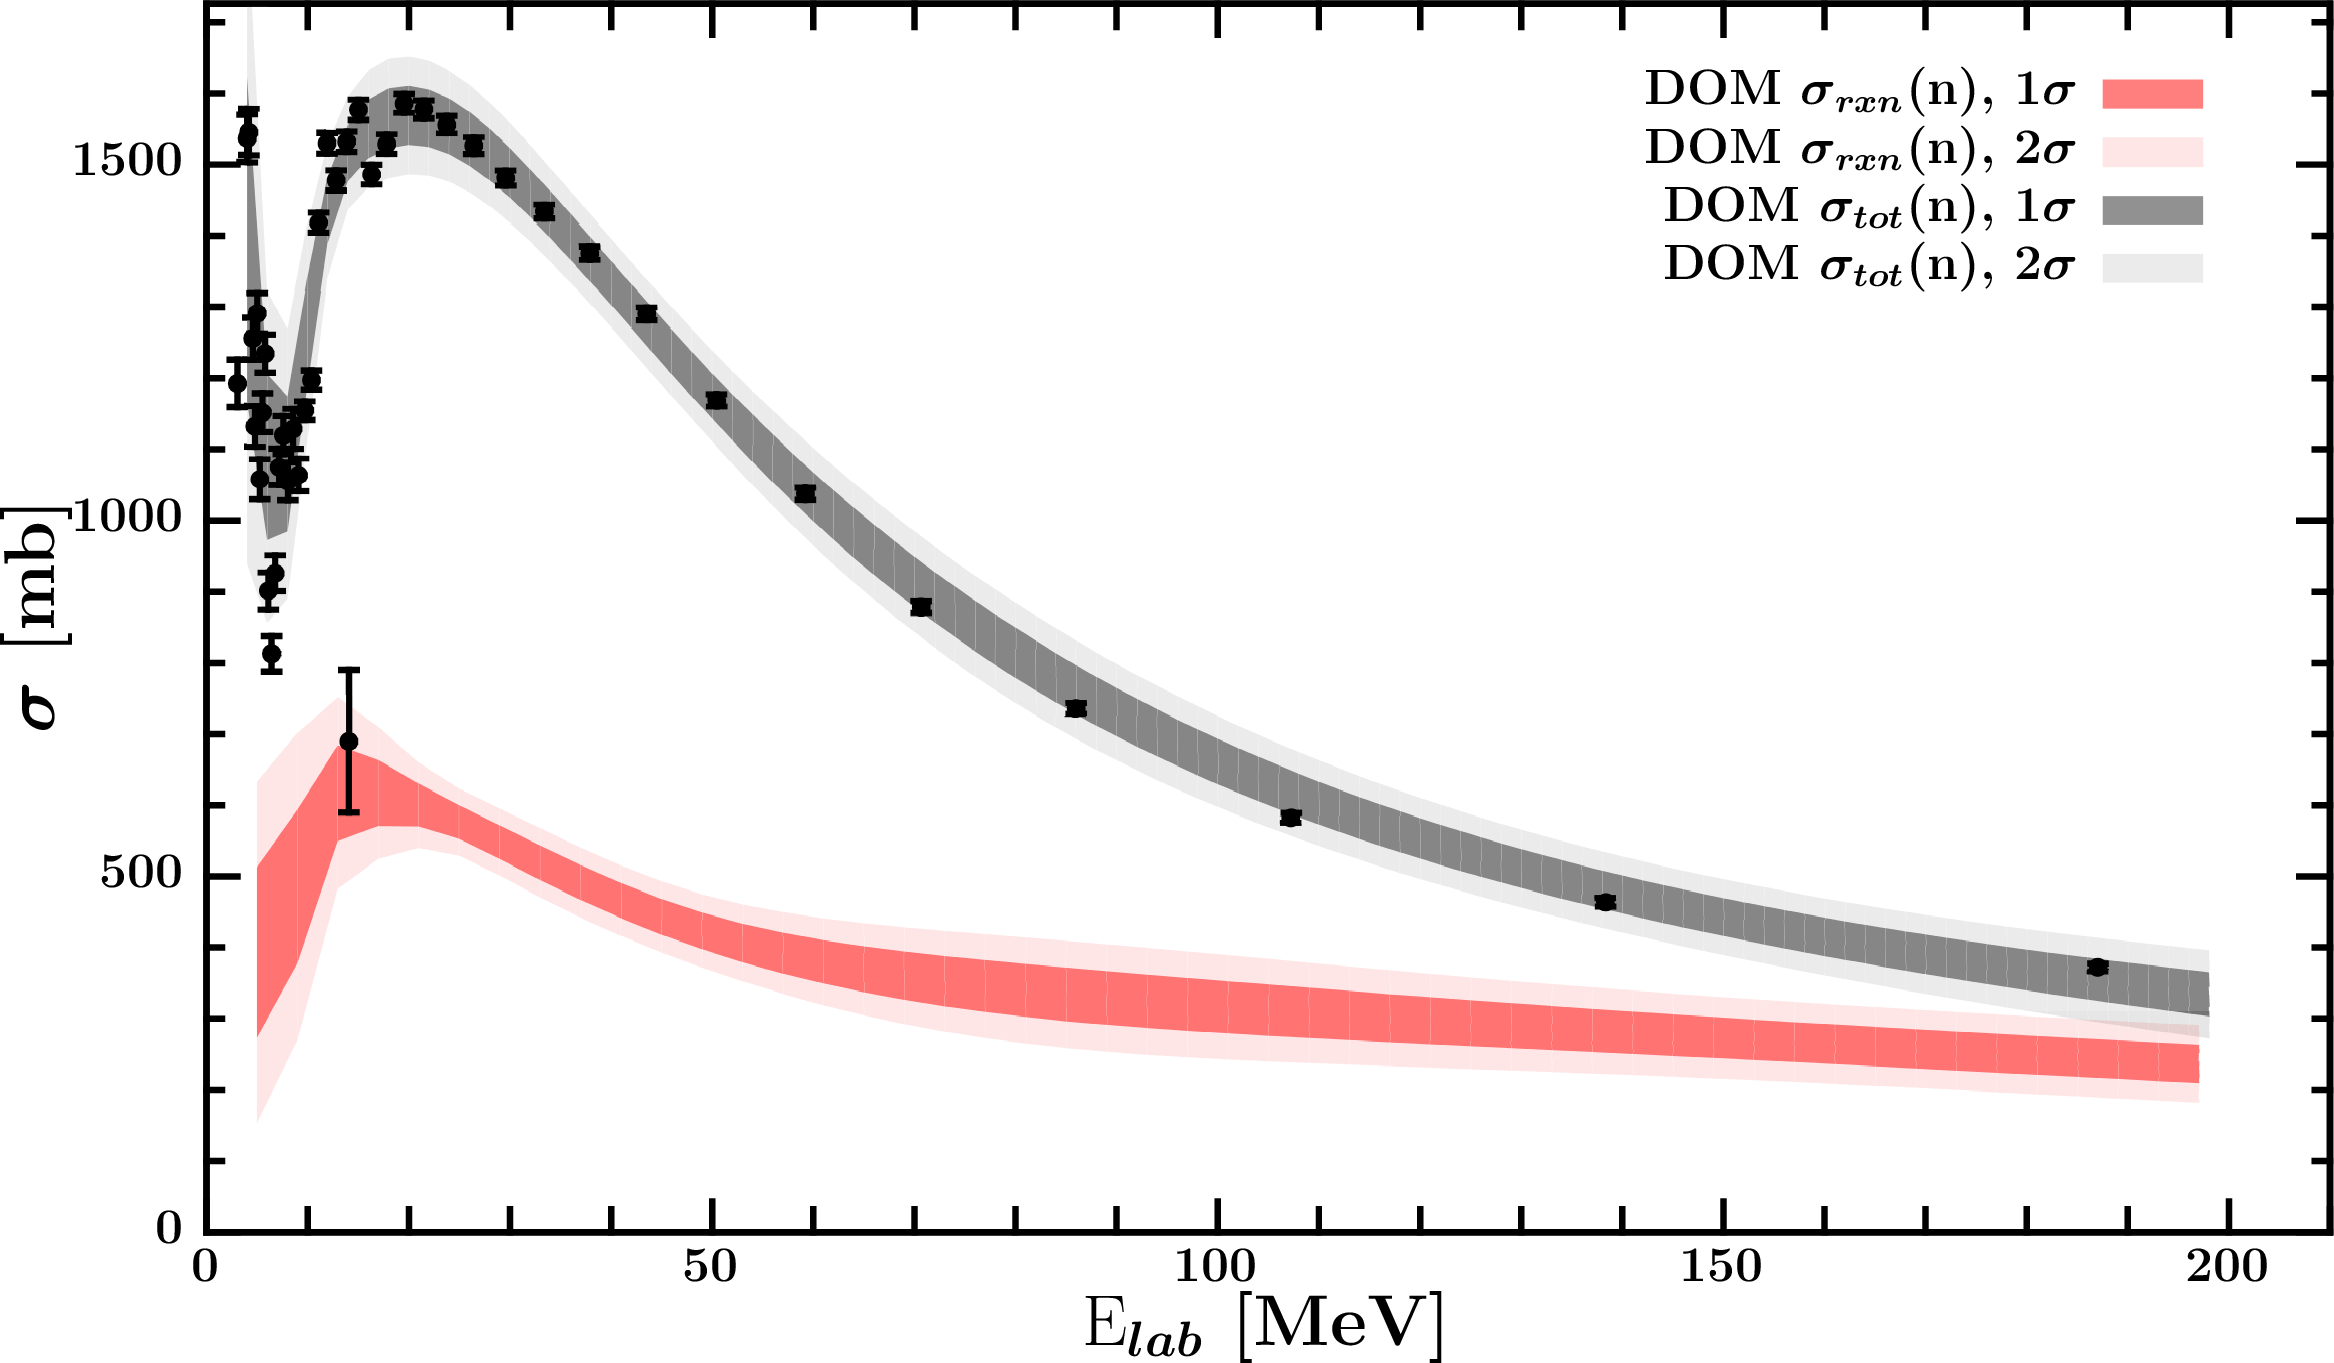 DOM σrxn(n), 1σ
DOM σrxn(n), 2σ
DOM σtot(n), 1σ
DOM σtot(n), 2σ
1500
1000
500
0
σ [mb]
0 50 100 150 200
Elab [MeV]